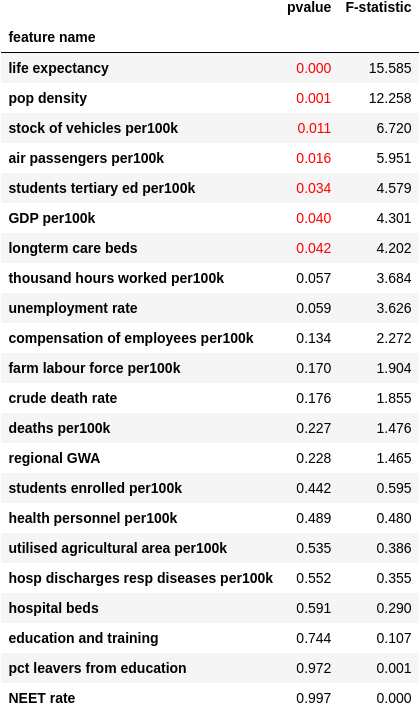 pvalue F-statistic
feature name
life expectancy 0.000 15.585
pop density 0.001 12.258
stock of vehicles per100k 0.011 6.720
air passengers per100k 0.016 5.951
students tertiary ed per100k 0.034 4.579
GDP per100k 0.040 4.301
longterm care beds 0.042 4.202
thousand hours worked per100k 0.057 3.684
unemployment rate 0.059 3.626
compensation of employees per100k 0.134 2.272
farm labour force per100k 0.170 1.904
crude death rate 0.176 1.855
deaths per100k 0.227 1.476
regional GWA 0.228 1.465
students enrolled per100k 0.442 0.595
health personnel per100k 0.489 0.480
utilised agricultural area per100k 0.535 0.386
hosp discharges resp diseases per100k 0.552 0.355
hospital beds 0.591 0.290
education and training 0.744 0.107
pct leavers from education 0.972 0.001
NEET rate 0.997 0.000